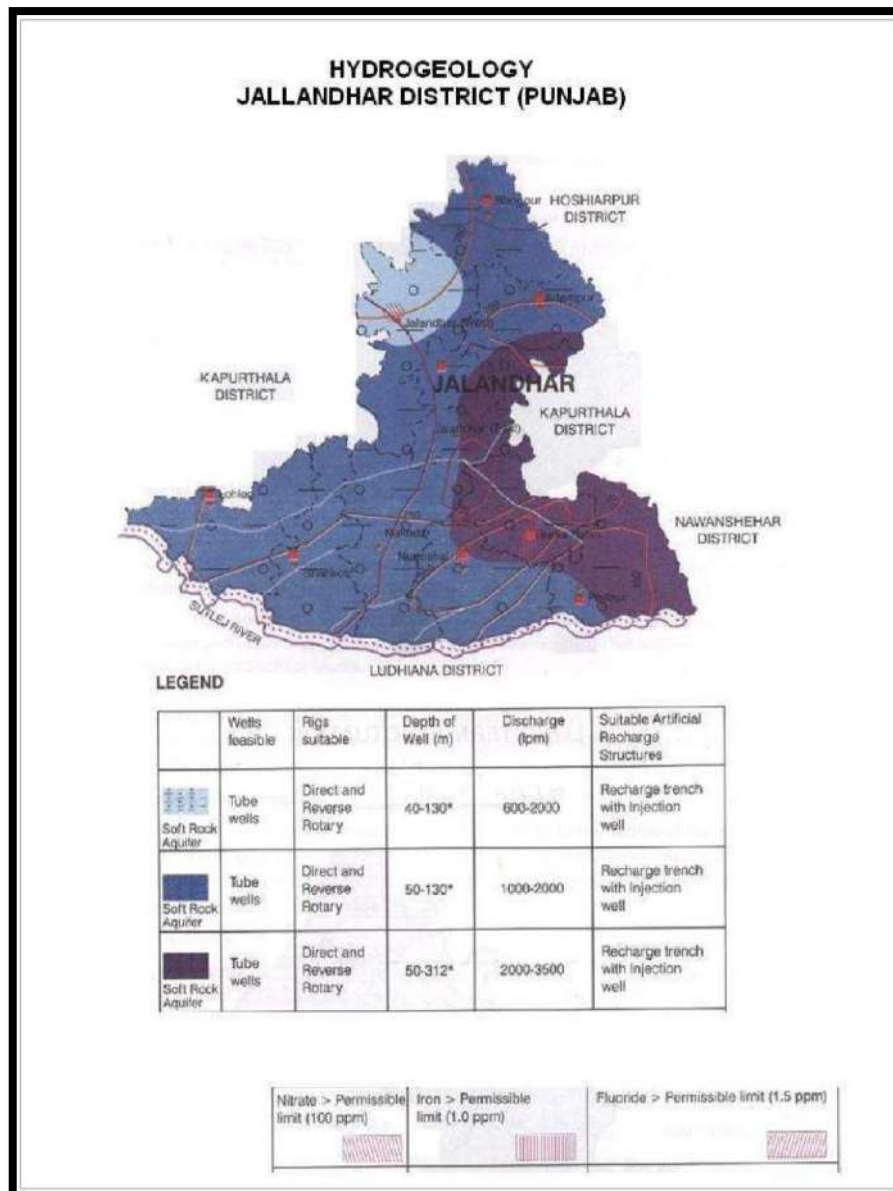 HYDROGEOLOGY
JALLANDHAR DISTRICT (PUNJAB)
HOSHIARPUR
DISTRICT
KAPURTHALA
DISTRICT
JALANDHAR
KAPURTHALA
DISTRICT
NAWANSHEHAR
DISTRICT
Nurmahal
SUTLEJ RIVER
LUDHIANA DISTRICT
LEGEND
Wells feasible
Rigs suitable
Depth of Well (m)
Discharge (lpm)
Suitable Artificial Recharge Structures
Soft Rock Aquifer
Tube wells
Direct and Reverse Rotary
40-130*
600-2000
Recharge trench with Injection well
Soft Rock Aquifer
Tube wells
Direct and Reverse Rotary
50-130*
1000-2000
Recharge trench with Injection well
Soft Rock Aquifer
Tube wells
Direct and Reverse Rotary
50-312*
2000-3500
Recharge trench with Injection well
Nitrate > Permissible
limit (100 ppm)
Iron > Permissible
limit (1.0 ppm)
Fluoride > Permissible limit (1.5 ppm)